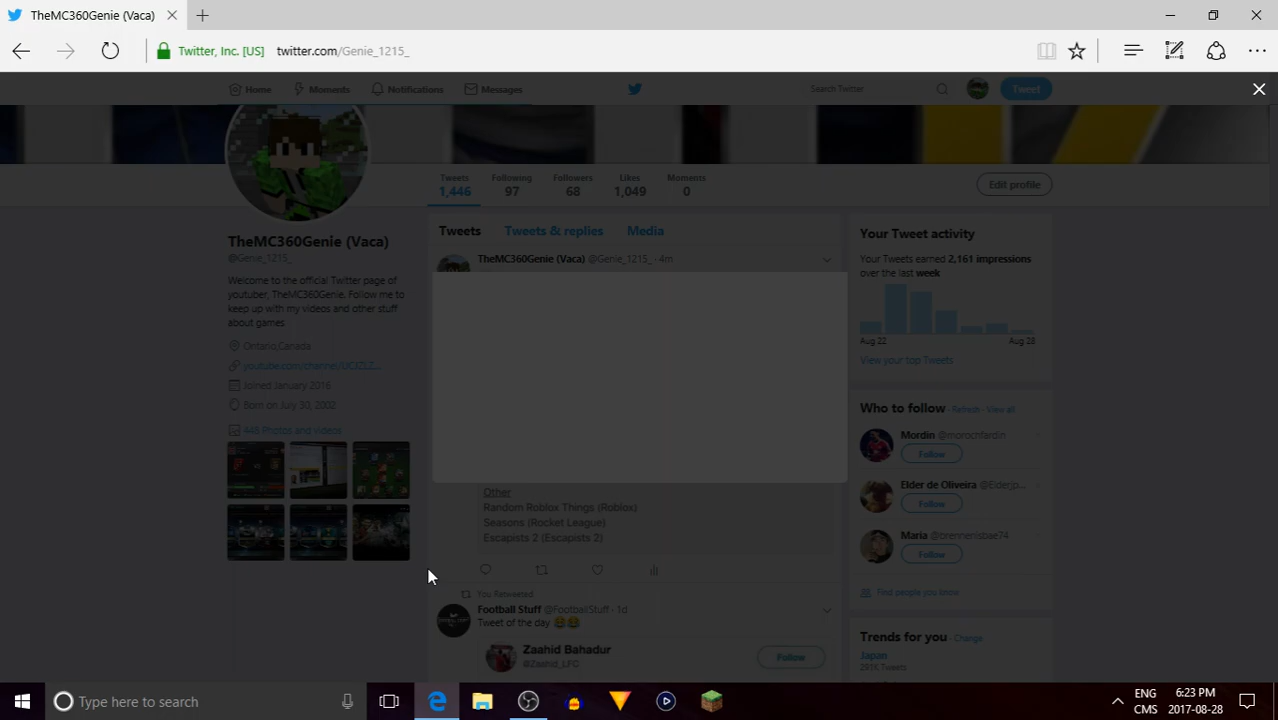 TheMC360Genie (Vaca)
Twitter, Inc. [US] twitter.com/Genie_1215_
Home Moments Notifications Messages Search Twitter Tweet
Tweets Following Followers Likes Moments
1,446 97 68 1,049 0 Edit profile
TheMC360Genie (Vaca)
@Genie_1215_
Welcome to the official Twitter page of
youtuber, TheMC360Genie. Follow me to
keep up with my videos and other stuff
about games.
Ontario,Canada
Joined January 2016
Born on July 30, 2002
448 Photos and videos
Tweets Tweets & replies Media
TheMC360Genie (Vaca) @Genie_1215_ · 4m
Other
Random Roblox Things (Roblox)
Seasons (Rocket League)
Escapists 2 (Escapists 2)
You Retweeted
Football Stuff @FootballStuff · 1d
Tweet of the day 😂😂
Zaahid Bahadur
@Zaahid_LFC
Follow
Your Tweet activity
Your Tweets earned 2,161 impressions
over the last week
Aug 22 Aug 28
View your top Tweets
Who to follow · Refresh · View all
Mordin @morochfardin
Follow
Elder de Oliveira @Elderjp...
Follow
Maria @brennerisbae74
Follow
Find people you know
Trends for you · Change
Japan
291K Tweets
Type here to search
ENG 6:23 PM
CMS 2017-08-28